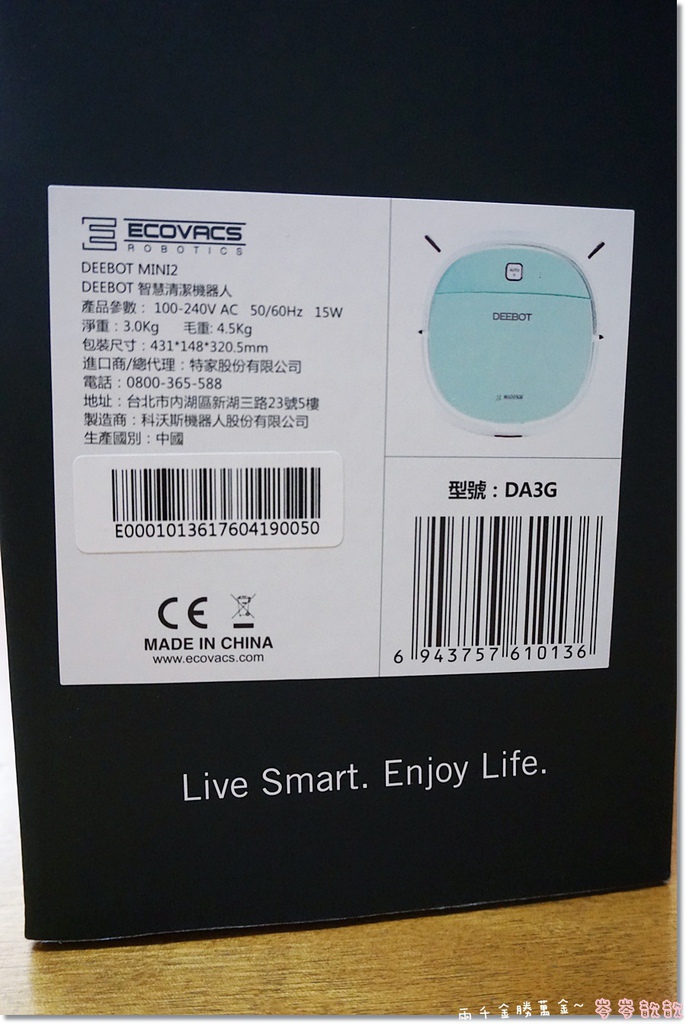 ECOVACS
ROBOTICS
DEEBOT MINI2
DEEBOT 智慧清潔機器人
產品參數： 100-240V AC 50/60Hz 15W
淨重：3.0Kg 毛重: 4.5Kg
包裝尺寸：431*148*320.5mm
進口商/總代理：特家股份有限公司
電話：0800-365-588
地址：台北市內湖區新湖三路23號5樓
製造商：科沃斯機器人股份有限公司
生產國別：中國
E0001013617604190050
CE
MADE IN CHINA
www.ecovacs.com
AUTO
DEEBOT
ECOVACS
型號：DA3G
6 943757 610136
Live Smart. Enjoy Life.
兩千金勝萬金~ 岑岑歆歆